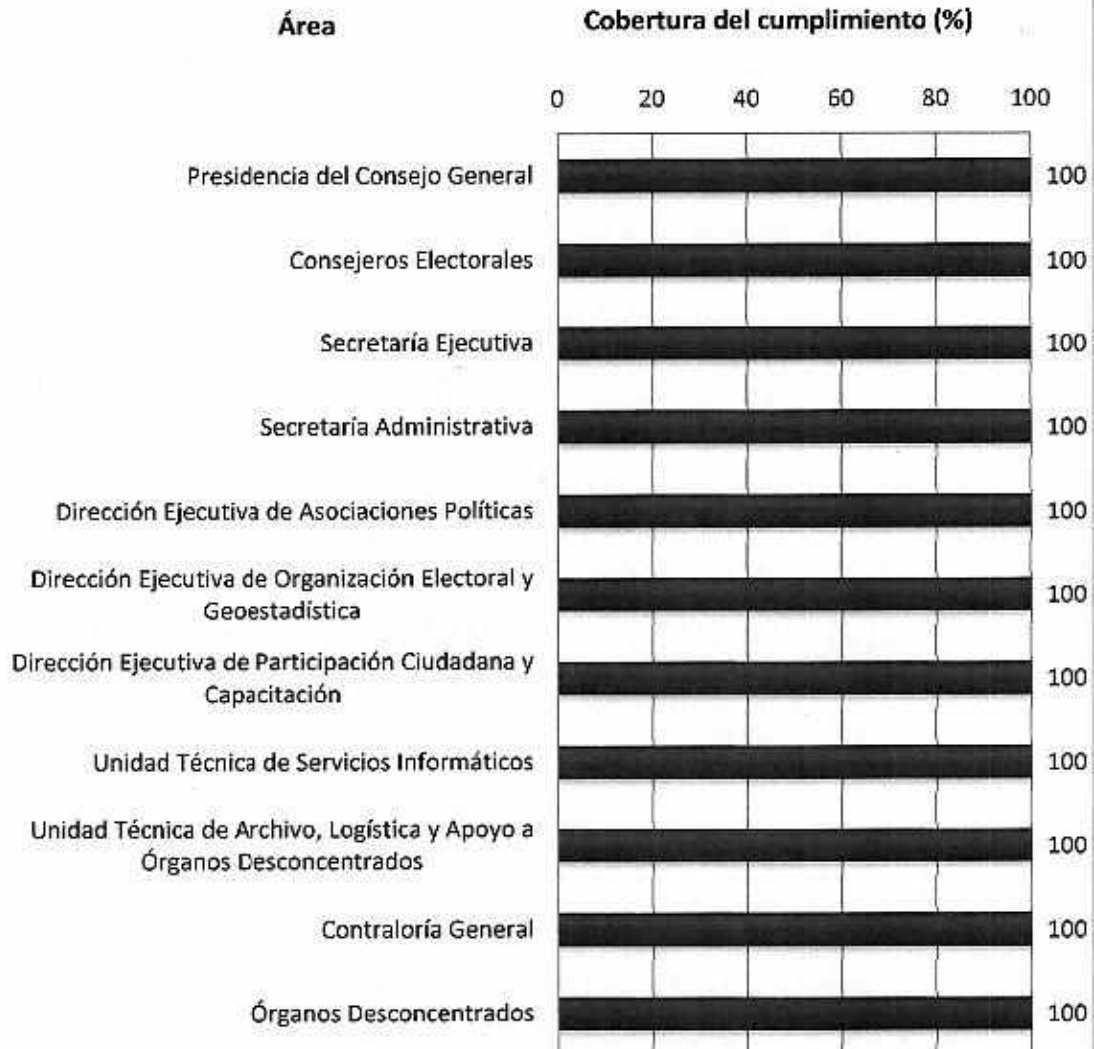 Área
Cobertura del cumplimiento (%)
0 20 40 60 80 100
Presidencia del Consejo General 100
Consejeros Electorales 100
Secretaría Ejecutiva 100
Secretaría Administrativa 100
Dirección Ejecutiva de Asociaciones Políticas 100
Dirección Ejecutiva de Organización Electoral y
Geoestadística 100
Dirección Ejecutiva de Participación Ciudadana y
Capacitación 100
Unidad Técnica de Servicios Informáticos 100
Unidad Técnica de Archivo, Logística y Apoyo a
Órganos Desconcentrados 100
Contraloría General 100
Órganos Desconcentrados 100